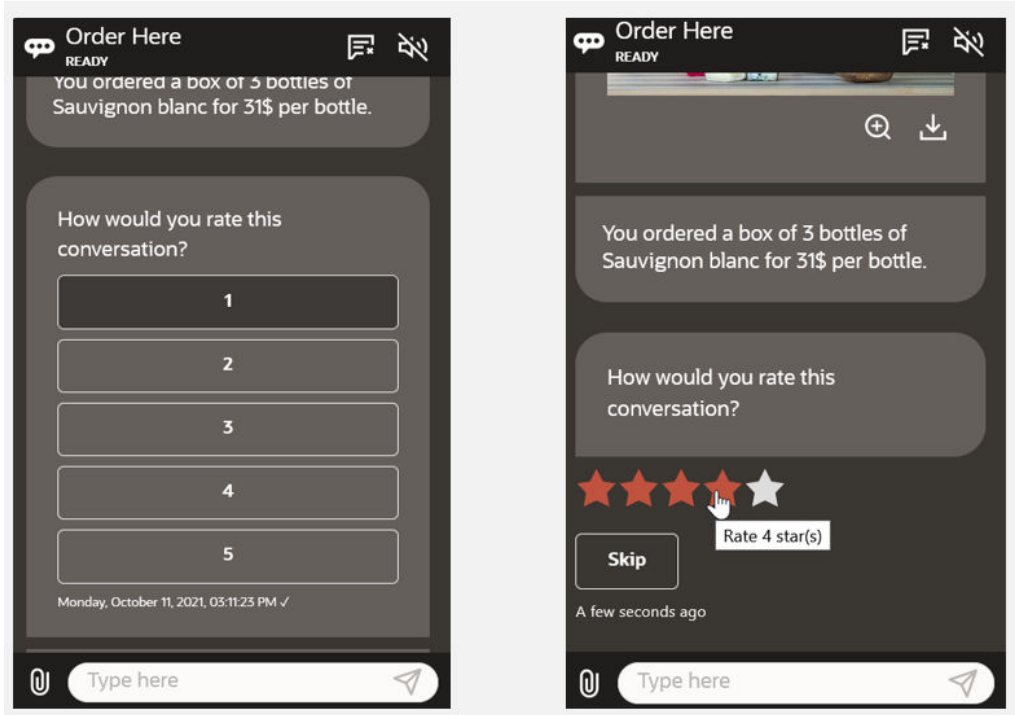 Order Here
READY
You ordered a box of 3 bottles of
Sauvignon blanc for 31$ per bottle.
How would you rate this
conversation?
1
2
3
4
5
Monday, October 11, 2021, 03:11:23 PM ✓
Type here
Order Here
READY
You ordered a box of 3 bottles of
Sauvignon blanc for 31$ per bottle.
How would you rate this
conversation?
Rate 4 star(s)
Skip
A few seconds ago
Type here